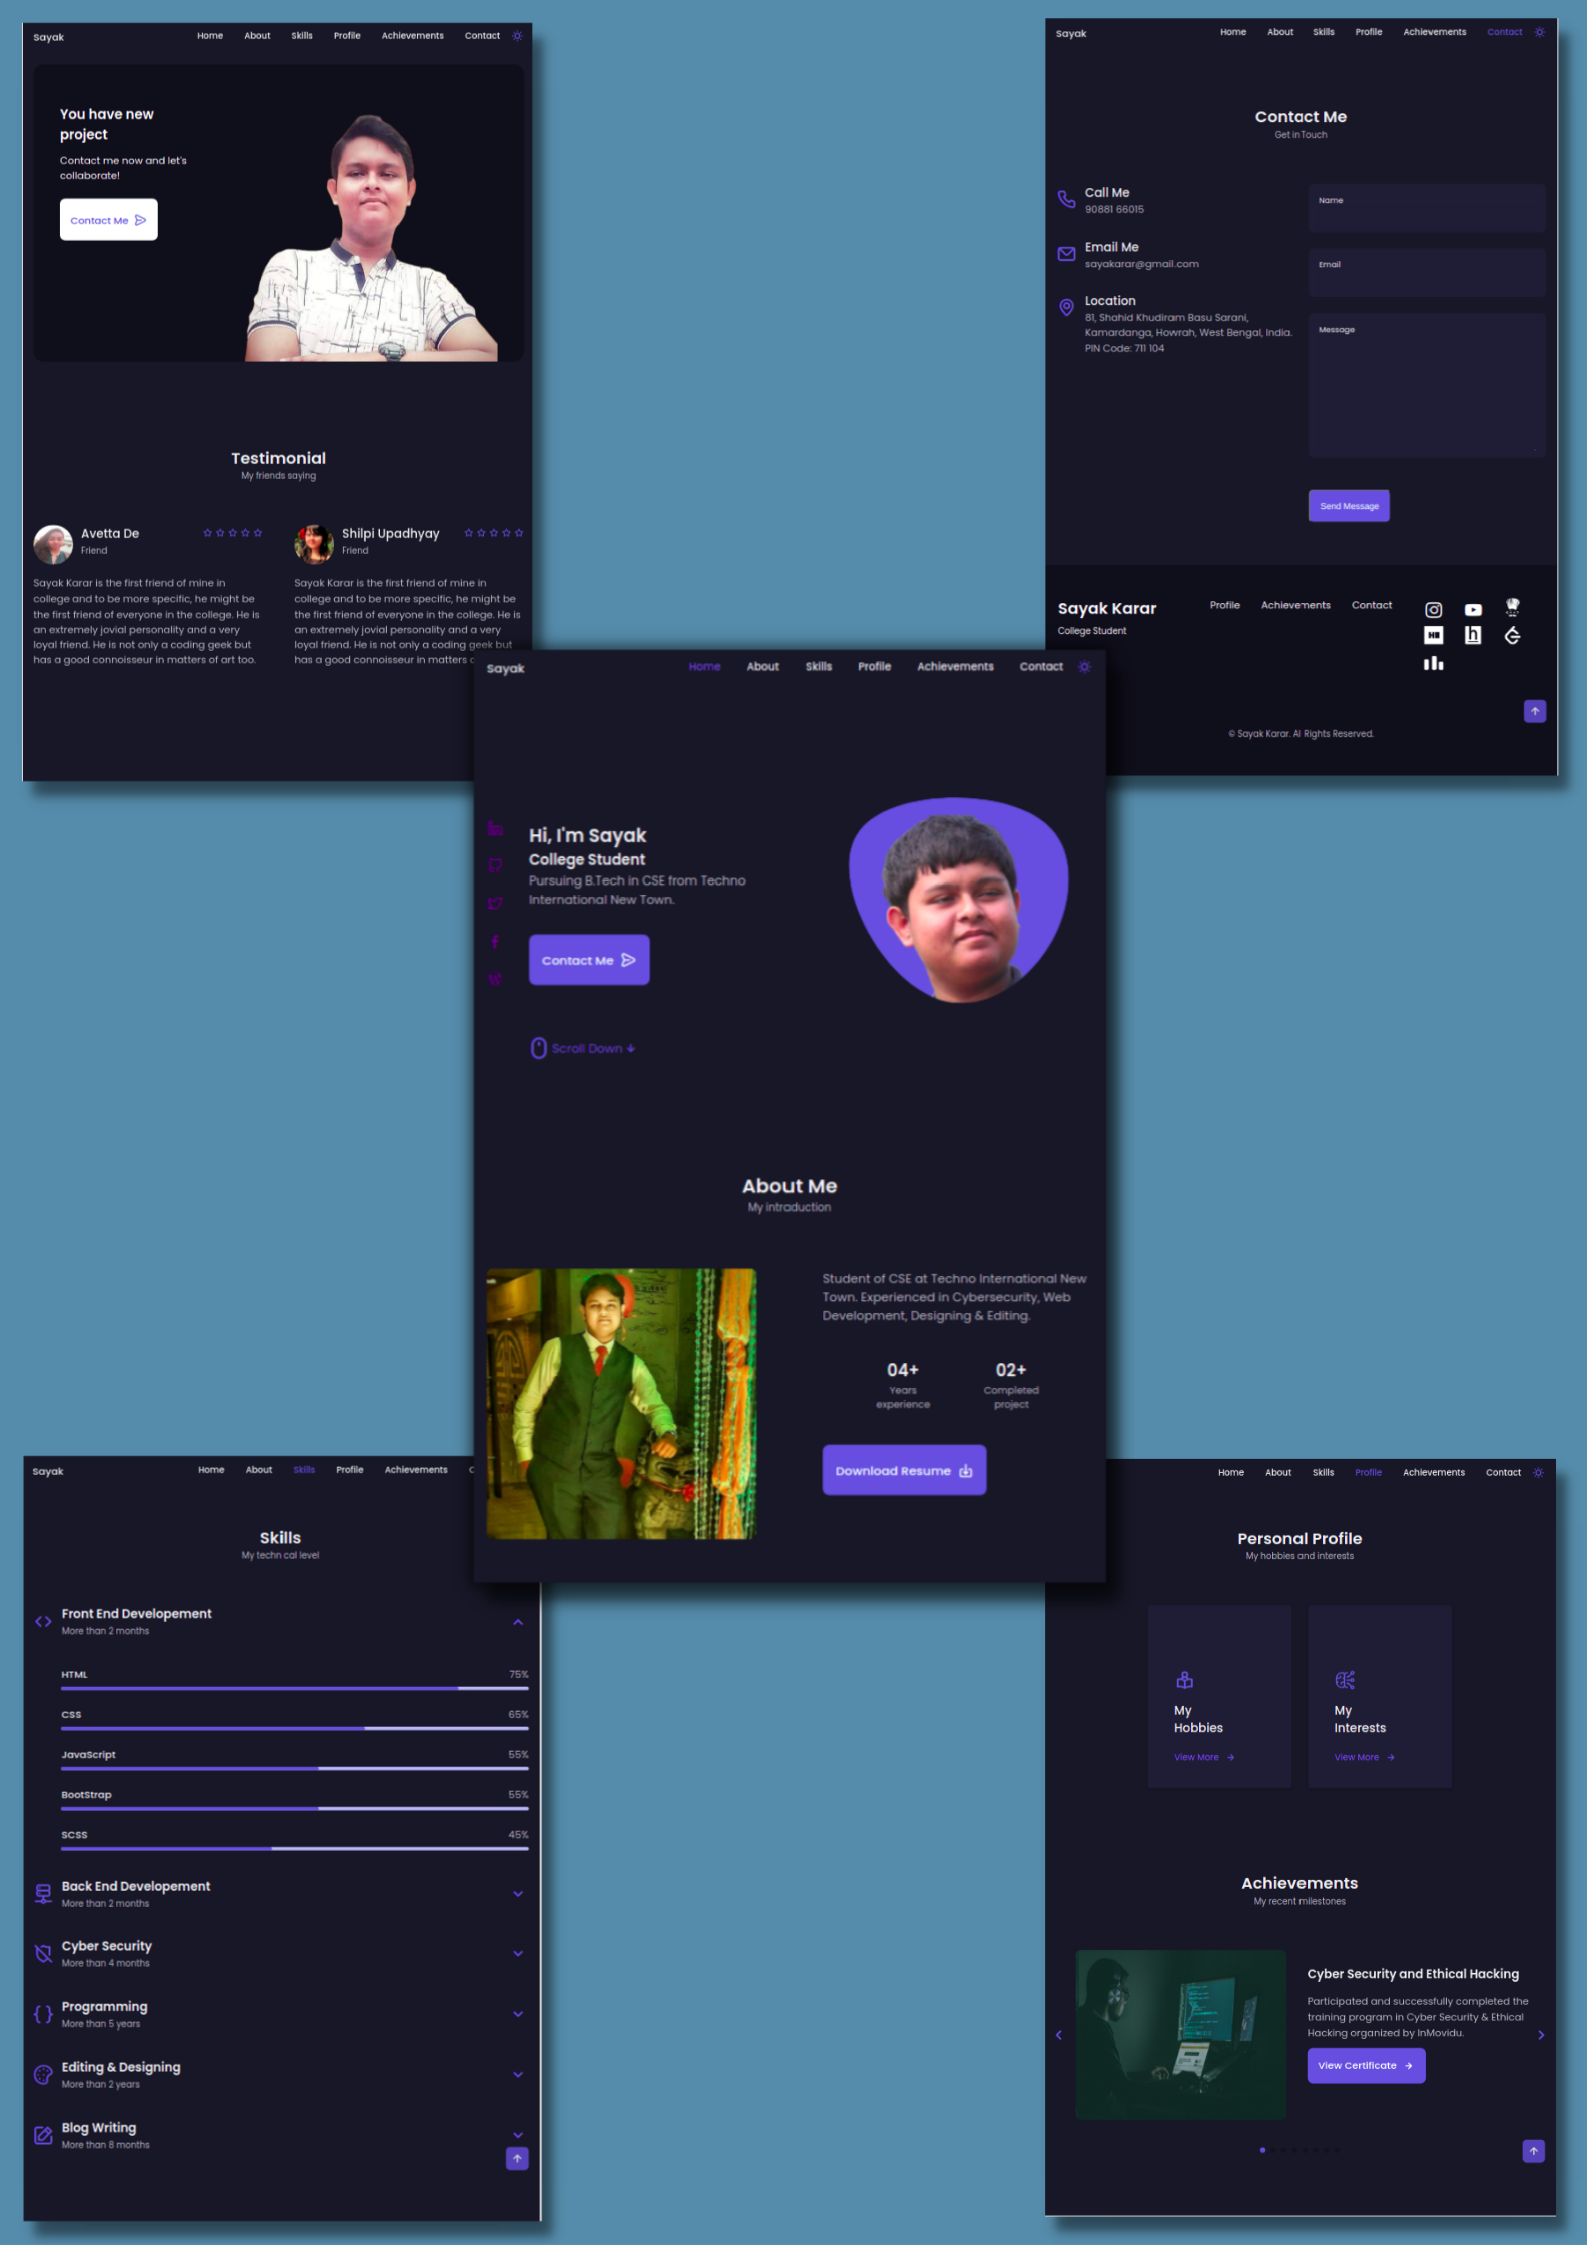 Sayak
Home About Skills Profile Achievements Contact
You have new
project
Contact me now and let's
collaborate!
Contact Me
Testimonial
My friends saying
Avetta De
Friend
Sayak Karar is the first friend of mine in
college and to be more specific, he might be
the first friend of everyone in the college. He is
an extremely jovial personality and a very
loyal friend. He is not only a coding geek but
has a good connoisseur in matters of art too.
Shilpi Upadhyay
Friend
Sayak Karar is the first friend of mine in
college and to be more specific, he might be
the first friend of everyone in the college. He is
an extremely jovial personality and a very
loyal friend. He is not only a coding geek but
has a good connoisseur in matters
Sayak
Home About Skills Profile Achievements Contact
Contact Me
Get in Touch
Call Me
90881 66015
Email Me
sayakarar@gmail.com
Location
81, Shahid Khudiram Basu Sarani,
Kamardanga, Howrah, West Bengal, India.
PIN Code: 711 104
Name
Email
Message
Send Message
Sayak Karar
College Student
Profile Achievements Contact
© Sayak Karar. All Rights Reserved.
Sayak
Home About Skills Profile Achievements Contact
Hi, I'm Sayak
College Student
Pursuing B.Tech in CSE from Techno
International New Town.
Contact Me
Scroll Down
About Me
My introduction
Student of CSE at Techno International New
Town. Experienced in Cybersecurity, Web
Development, Designing & Editing.
04+
Years
experience
02+
Completed
project
Download Resume
Sayak
Home About Skills Profile Achievements
Skills
My technical level
Front End Developement
More than 2 months
HTML 75%
CSS 65%
JavaScript 55%
BootStrap 55%
SCSS 45%
Back End Developement
More than 2 months
Cyber Security
More than 4 months
Programming
More than 5 years
Editing & Designing
More than 2 years
Blog Writing
More than 8 months
Home About Skills Profile Achievements Contact
Personal Profile
My hobbies and interests
My
Hobbies
View More
My
Interests
View More
Achievements
My recent milestones
Cyber Security and Ethical Hacking
Participated and successfully completed the
training program in Cyber Security & Ethical
Hacking organized by InMovidu.
View Certificate